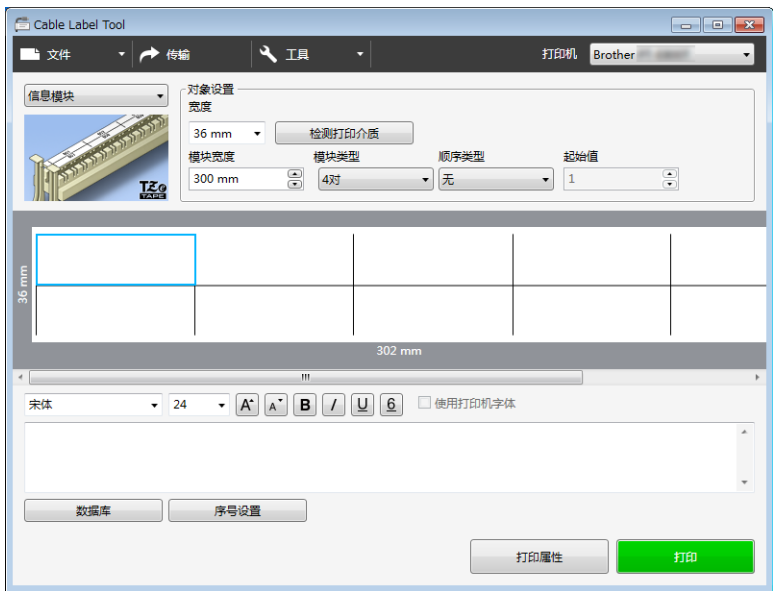 Cable Label Tool
文件 传输 工具 打印机 Brother
信息模块
对象设置
宽度
36 mm 检测打印介质
模块宽度 模块类型 顺序类型 起始值
300 mm 4对 无 1
TZe
TAPE
36 mm
302 mm
宋体 24 A A B I U 6 使用打印机字体
数据库 序号设置
打印属性 打印